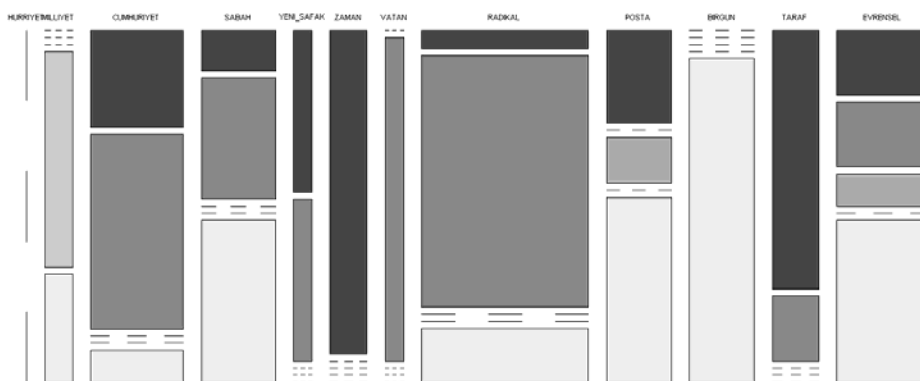 HURRIYET MILLIYET CUMHURIYET SABAH YENI_SAFAK ZAMAN VATAN RADIKAL POSTA BIRGUN TARAF EVRENSEL